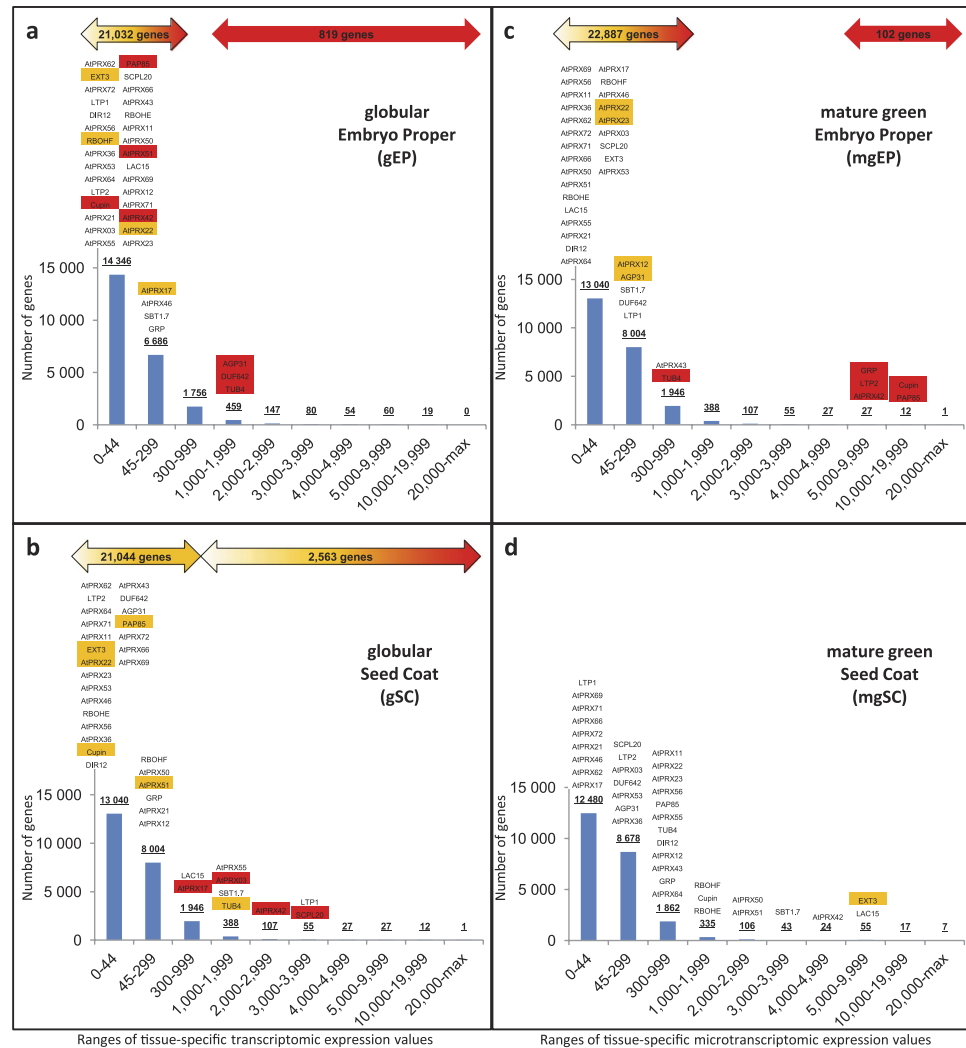 a
21,032 genes
819 genes
AtPRX62 PAP85
EXT3 SCPL20
AtPRX72 AtPRX66
LTP1 AtPRX43
DIR12 RBOHE
AtPRX56 AtPRX11
RBOHF AtPRX50
AtPRX36 AtPRX51
AtPRX53 LAC15
AtPRX64 AtPRX69
LTP2 AtPRX12
Cupin AtPRX71
AtPRX21 AtPRX42
AtPRX03 AtPRX22
AtPRX55 AtPRX23
globular
Embryo Proper
(gEP)
Number of genes
15 000
10 000
5 000
0
14 346
AtPRX17
AtPRX46
SBT1.7
GRP
6 686
1 756
AGP31
DUF642
TUB4
459
147
80
54
60
19
0
0-44
45-299
300-999
1,000-1,999
2,000-2,999
3,000-3,999
4,000-4,999
5,000-9,999
10,000-19,999
20,000-max
c
22,887 genes
102 genes
AtPRX69 AtPRX17
AtPRX56 RBOHF
AtPRX11 AtPRX46
AtPRX36 AtPRX22
AtPRX62 AtPRX23
AtPRX72 AtPRX03
AtPRX71 SCPL20
AtPRX66 EXT3
AtPRX50 AtPRX53
AtPRX51
RBOHE
LAC15
AtPRX55
AtPRX21
DIR12
AtPRX64
mature green
Embryo Proper
(mgEP)
Number of genes
15 000
10 000
5 000
0
13 040
AtPRX12
AGP31
SBT1.7
DUF642
LTP1
8 004
AtPRX43
TUB4
1 946
388
107
55
27
GRP
LTP2
AtPRX42
27
Cupin
PAP85
12
1
0-44
45-299
300-999
1,000-1,999
2,000-2,999
3,000-3,999
4,000-4,999
5,000-9,999
10,000-19,999
20,000-max
b
21,044 genes
2,563 genes
AtPRX62 AtPRX43
LTP2 DUF642
AtPRX64 AGP31
AtPRX71 PAP85
AtPRX11 AtPRX72
EXT3 AtPRX66
AtPRX22 AtPRX69
AtPRX23
AtPRX53
AtPRX46
RBOHE
AtPRX56
AtPRX36
Cupin
DIR12
globular
Seed Coat
(gSC)
Number of genes
15 000
10 000
5 000
0
13 040
RBOHF
AtPRX50
AtPRX51
GRP
AtPRX21
AtPRX12
8 004
LAC15
AtPRX17
1 946
AtPRX55
AtPRX03
SBT1.7
TUB4
388
AtPRX42
107
LTP1
SCPL20
55
27
27
12
1
0-44
45-299
300-999
1,000-1,999
2,000-2,999
3,000-3,999
4,000-4,999
5,000-9,999
10,000-19,999
20,000-max
Ranges of tissue-specific transcriptomic expression values
d
mature green
Seed Coat
(mgSC)
Number of genes
15 000
10 000
5 000
0
LTP1
AtPRX69
AtPRX71
AtPRX66
AtPRX72
AtPRX21
AtPRX46
AtPRX62
AtPRX17
12 480
SCPL20
LTP2
AtPRX03
DUF642
AtPRX53
AGP31
AtPRX36
8 678
AtPRX11
AtPRX22
AtPRX23
AtPRX56
PAP85
AtPRX55
TUB4
DIR12
AtPRX12
AtPRX43
GRP
AtPRX64
1 862
RBOHF
Cupin
RBOHE
335
AtPRX50
AtPRX51
106
SBT1.7
43
AtPRX42
24
EXT3
LAC15
55
17
7
0-44
45-299
300-999
1,000-1,999
2,000-2,999
3,000-3,999
4,000-4,999
5,000-9,999
10,000-19,999
20,000-max
Ranges of tissue-specific microtranscriptomic expression values